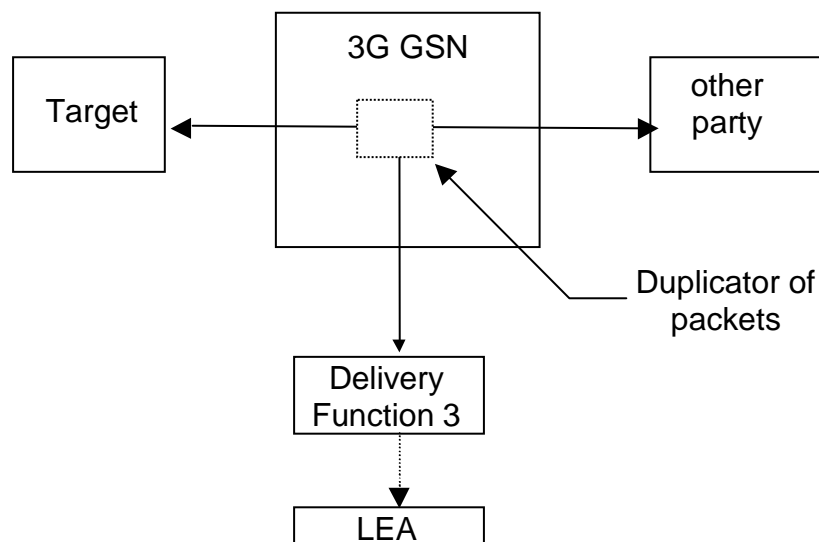 3G GSN
Target
other
party
Duplicator of
packets
Delivery
Function 3
LEA